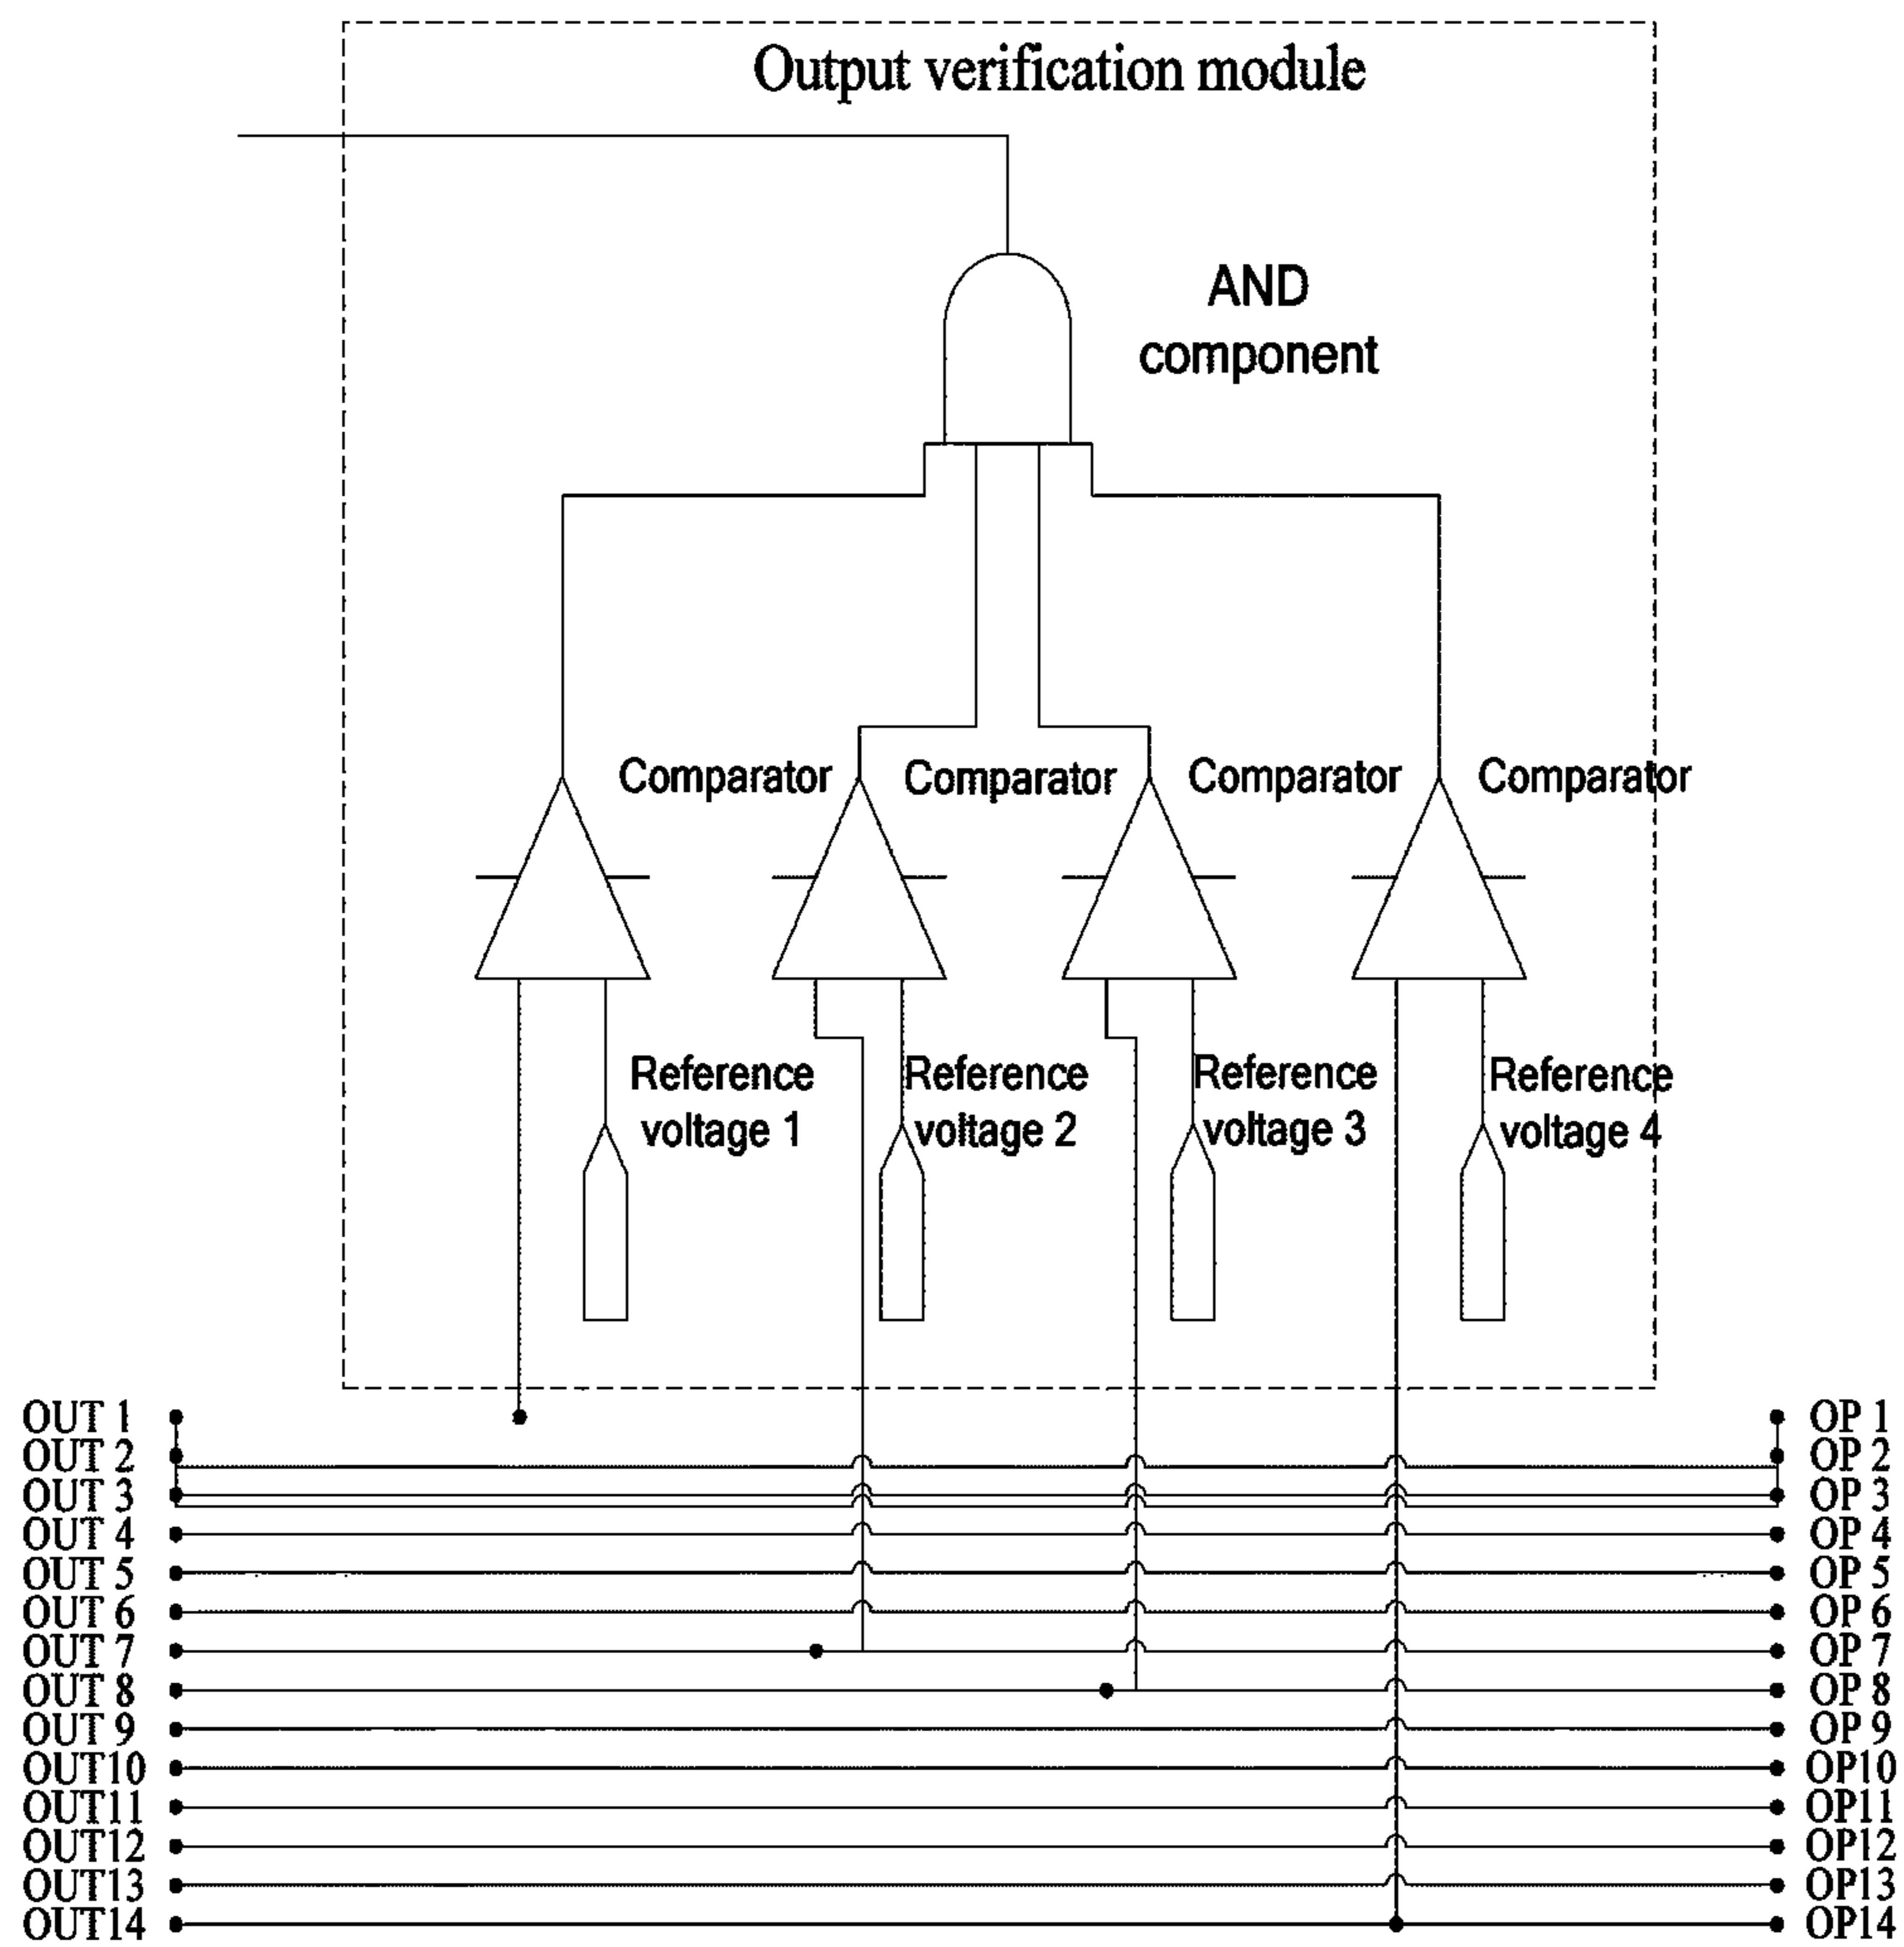 Output verification module
AND
component
Comparator
Comparator
Comparator
Comparator
Reference
voltage 1
Reference
voltage 2
Reference
voltage 3
Reference
voltage 4
OUT 1
OUT 2
OUT 3
OUT 4
OUT 5
OUT 6
OUT 7
OUT 8
OUT 9
OUT10
OUT11
OUT12
OUT13
OUT14
OP 1
OP 2
OP 3
OP 4
OP 5
OP 6
OP 7
OP 8
OP 9
OP10
OP11
OP12
OP13
OP14